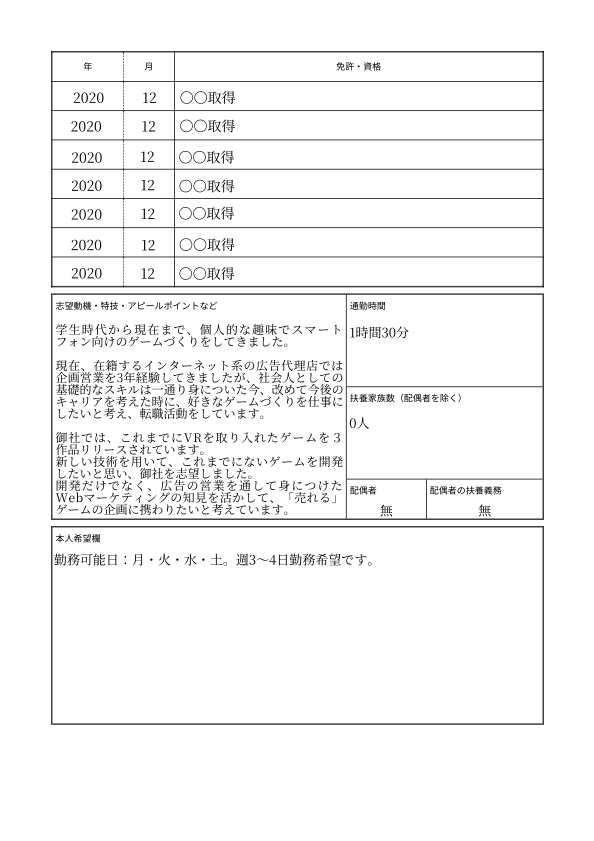 年 月 免許・資格
2020 12 〇〇取得
2020 12 〇〇取得
2020 12 〇〇取得
2020 12 〇〇取得
2020 12 〇〇取得
2020 12 〇〇取得
2020 12 〇〇取得
志望動機・特技・アピールポイントなど
学生時代から現在まで、個人的な趣味でスマート
フォン向けのゲームづくりをしてきました。
現在、在籍するインターネット系の広告代理店では
企画営業を3年経験してきましたが、社会人としての
基礎的なスキルは一通り身についた今、改めて今後の
キャリアを考えた時に、好きなゲームづくりを仕事に
したいと考え、転職活動をしています。
御社では、これまでにVRを取り入れたゲームを３
作品リリースされています。
新しい技術を用いて、これまでにないゲームを開発
したいと思い、御社を志望しました。
開発だけでなく、広告の営業を通して身につけた
Webマーケティングの知見を活かして、「売れる」
ゲームの企画に携わりたいと考えています。
通勤時間
1時間30分
扶養家族数（配偶者を除く）
0人
配偶者
無
配偶者の扶養義務
無
本人希望欄
勤務可能日：月・火・水・土。週3〜4日勤務希望です。